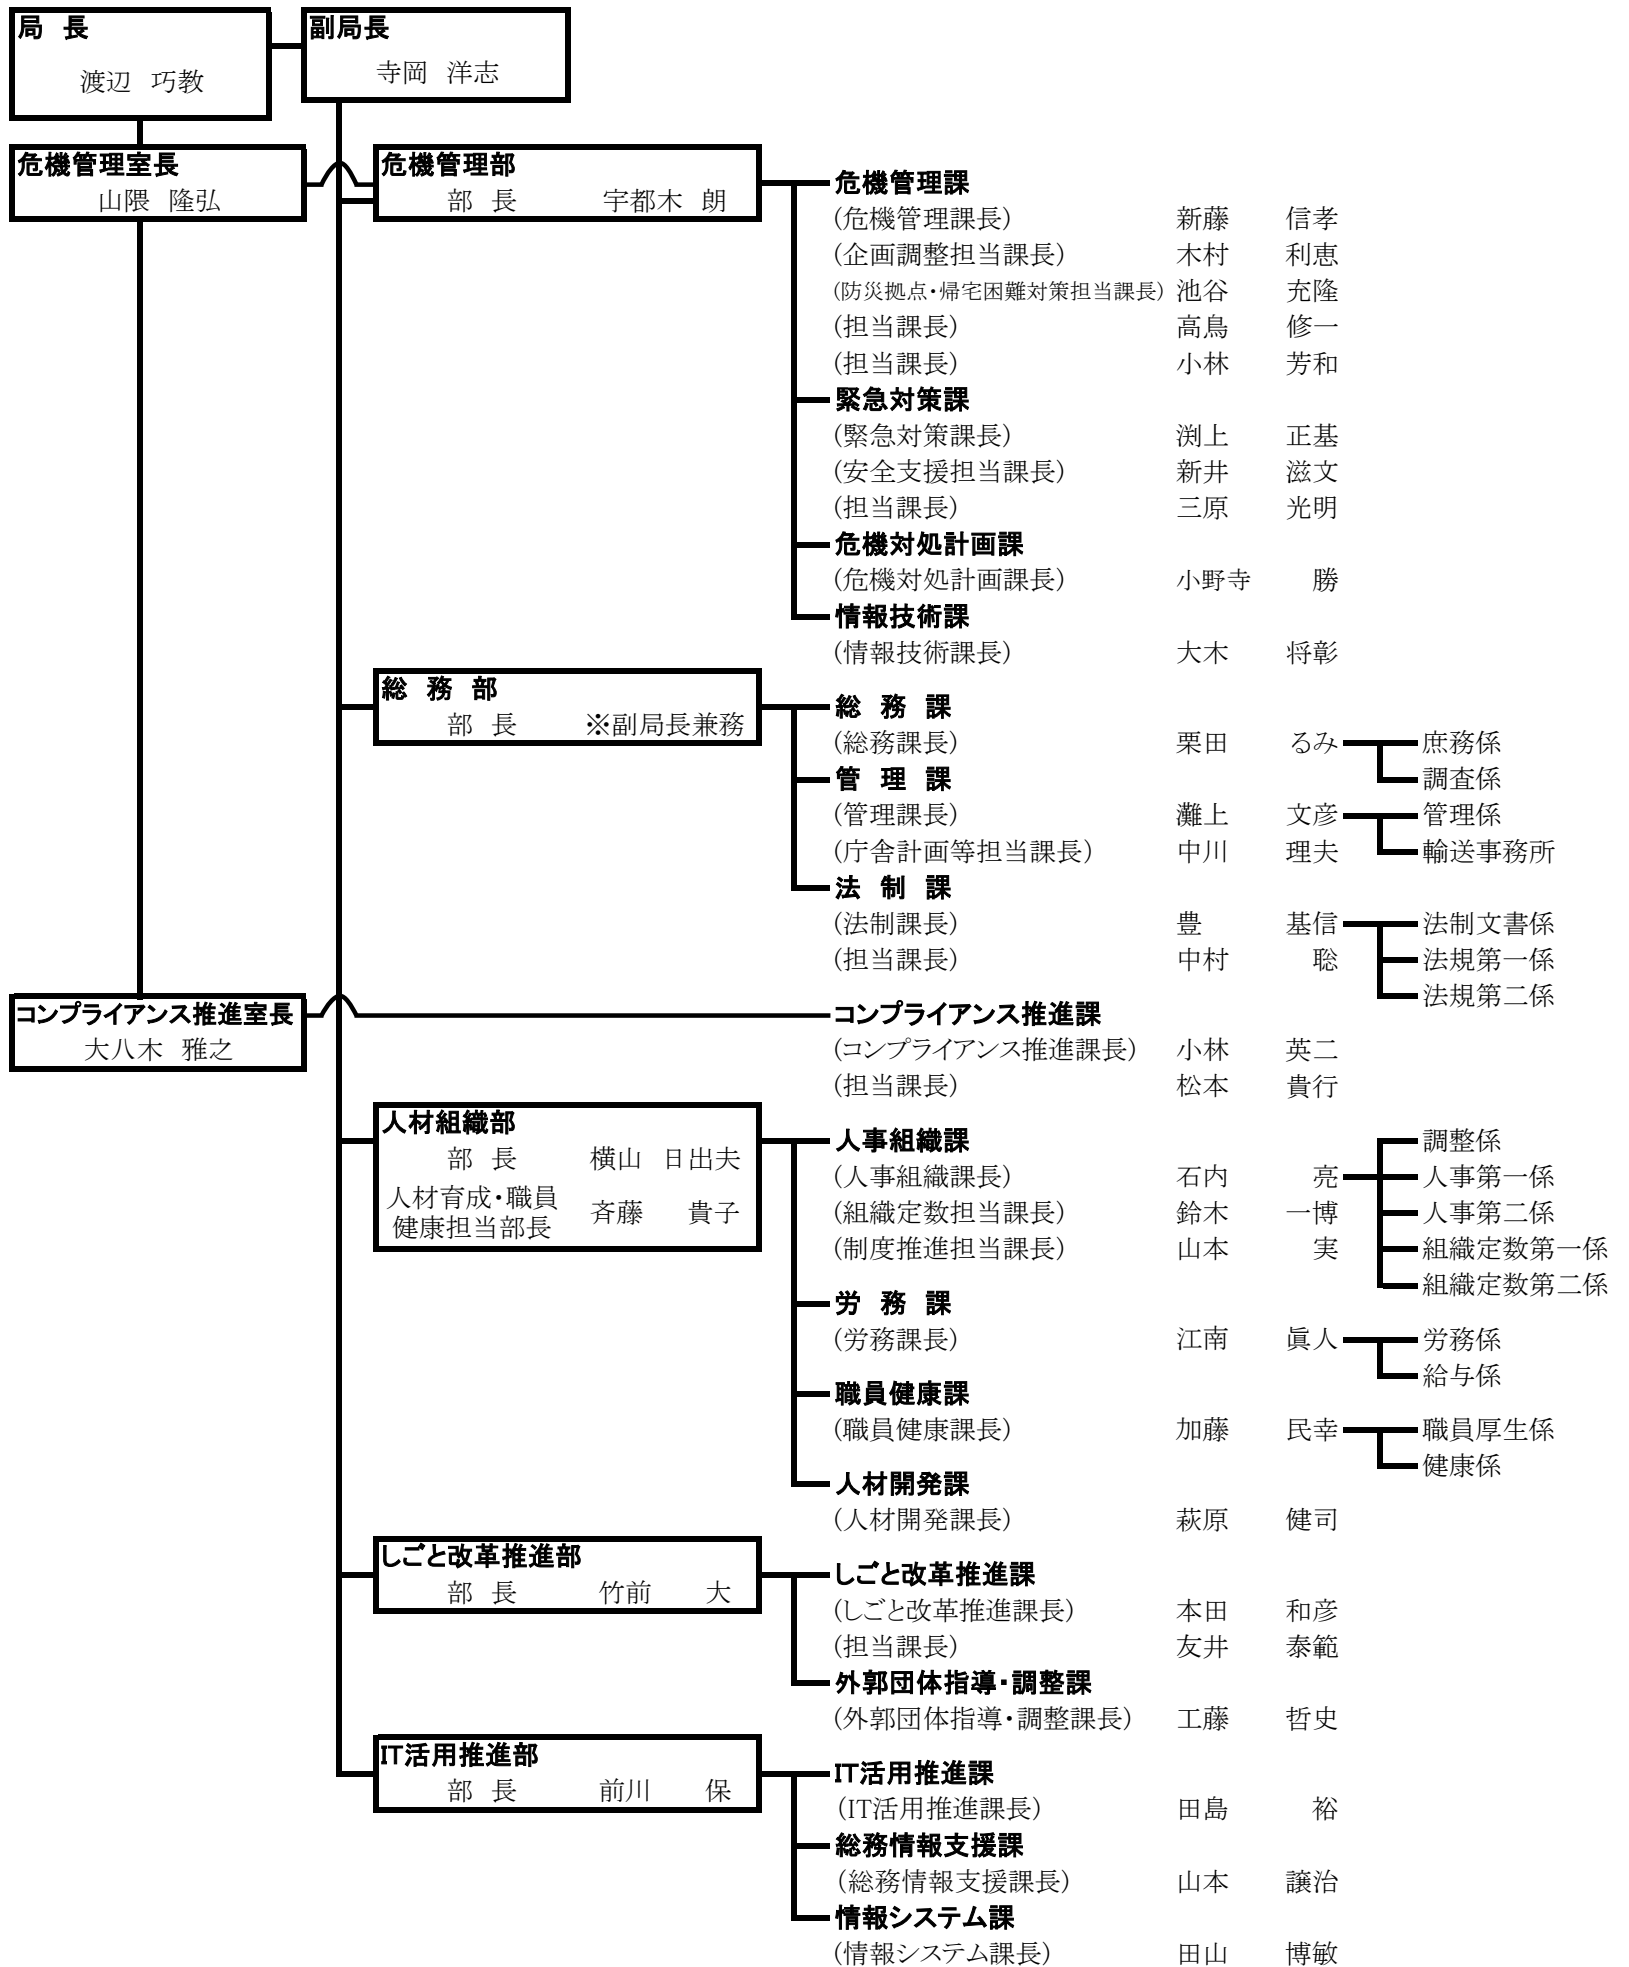 局　長
渡辺　巧教
副局長
寺岡　洋志
危機管理室長
山隈　隆弘
危機管理部
部　長　　　宇都木　朗
危機管理課
(危機管理課長)　新藤　信孝
(企画調整担当課長)　木村　利恵
(防災拠点・帰宅困難対策担当課長)　池谷　充隆
(担当課長)　高鳥　修一
(担当課長)　小林　芳和
緊急対策課
(緊急対策課長)　渕上　正基
(安全支援担当課長)　新井　滋文
(担当課長)　三原　光明
危機対処計画課
(危機対処計画課長)　小野寺　勝
情報技術課
(情報技術課長)　大木　将彰
総　務　部
部　長　　　※副局長兼務
総　務　課
(総務課長)　栗田　るみ　庶務係
調査係
管　理　課
(管理課長)　灘上　文彦　管理係
(庁舎計画等担当課長)　中川　理夫　輸送事務所
法　制　課
(法制課長)　豊　基信　法制文書係
(担当課長)　中村　聡　法規第一係
法規第二係
コンプライアンス推進室長
大八木　雅之
コンプライアンス推進課
(コンプライアンス推進課長)　小林　英二
(担当課長)　松本　貴行
人材組織部
部　長　　　横山　日出夫
人材育成・職員
健康担当部長　斉藤　貴子
人事組織課　調整係
(人事組織課長)　石内　亮　人事第一係
(組織定数担当課長)　鈴木　一博　人事第二係
(制度推進担当課長)　山本　実　組織定数第一係
組織定数第二係
労　務　課
(労務課長)　江南　眞人　労務係
給与係
職員健康課
(職員健康課長)　加藤　民幸　職員厚生係
健康係
人材開発課
(人材開発課長)　萩原　健司
しごと改革推進部
部　長　　　竹前　大
しごと改革推進課
(しごと改革推進課長)　本田　和彦
(担当課長)　友井　泰範
外郭団体指導・調整課
(外郭団体指導・調整課長)　工藤　哲史
IT活用推進部
部　長　　　前川　保
IT活用推進課
(IT活用推進課長)　田島　裕
総務情報支援課
(総務情報支援課長)　山本　譲治
情報システム課
(情報システム課長)　田山　博敏